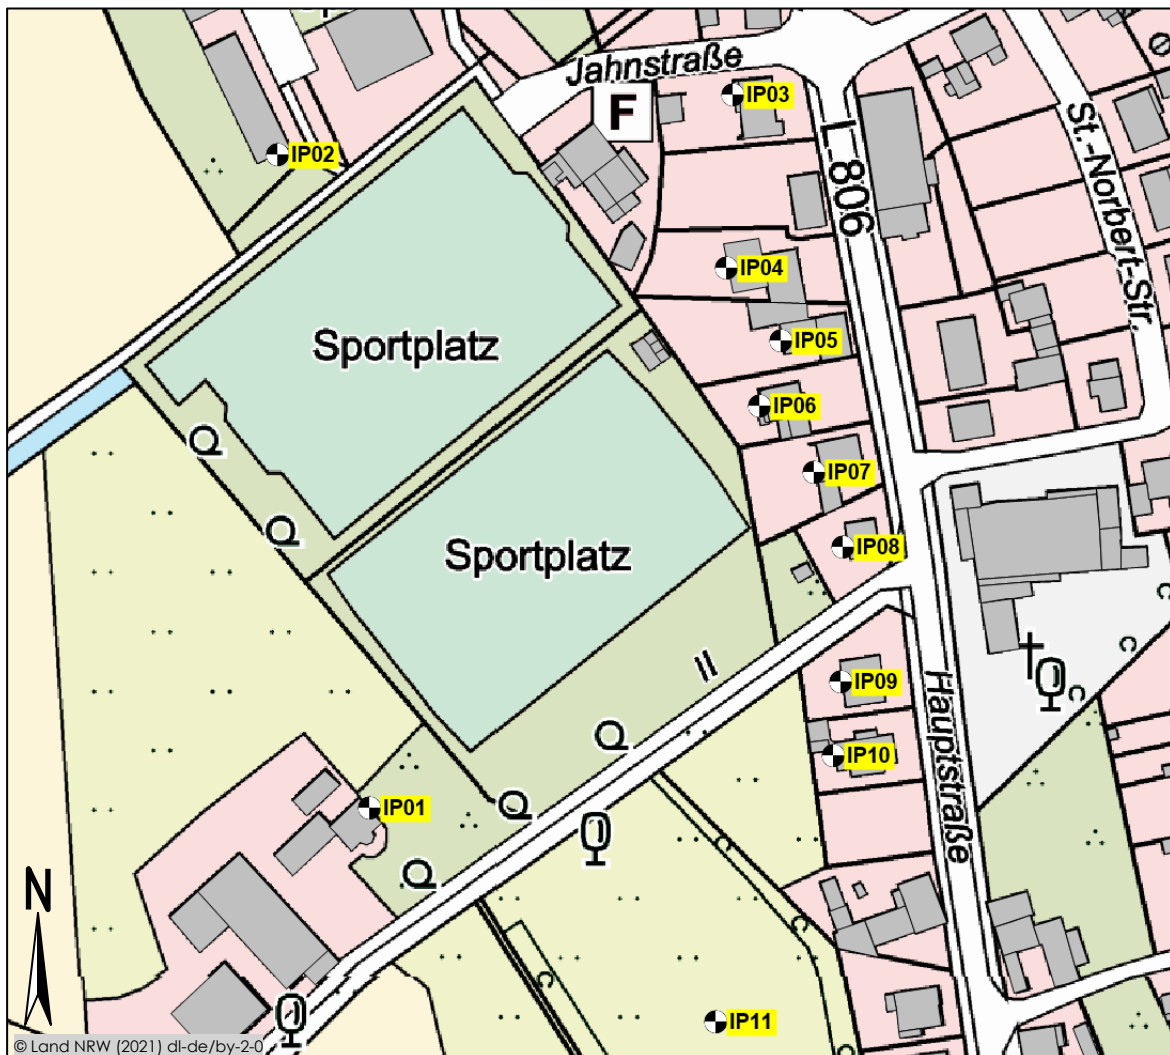 Jahnstraße
IP03
F
IP02
L 806
St.-Norbert-Str.
IP04
Sportplatz
IP05
IP06
IP07
Sportplatz
IP08
IP09
Hauptstraße
IP10
IP01
N
IP11
© Land NRW (2021) dl-de/by-2-0